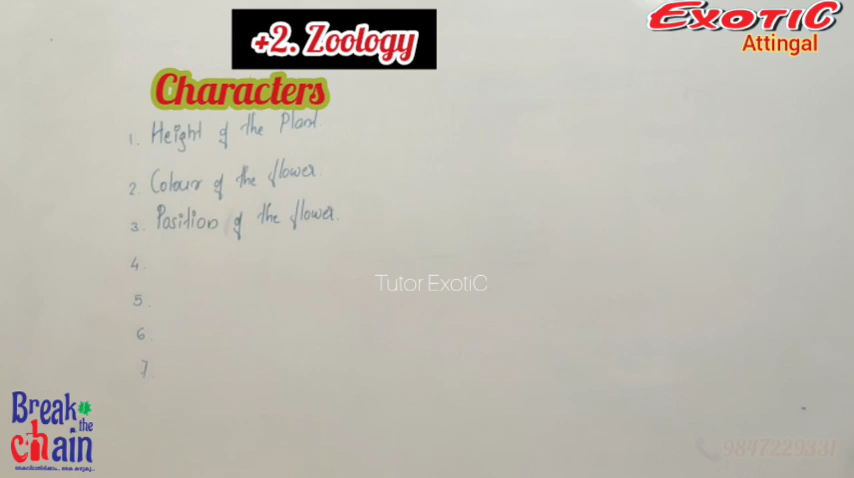 EXOTIC
Attingal
+2. Zoology
Characters
1. Height of the Plant.
2. Colour of the flower.
3. Position of the flower.
4.
5.
6.
7.
Tutor ExotiC
Break
the
chain
9847229331